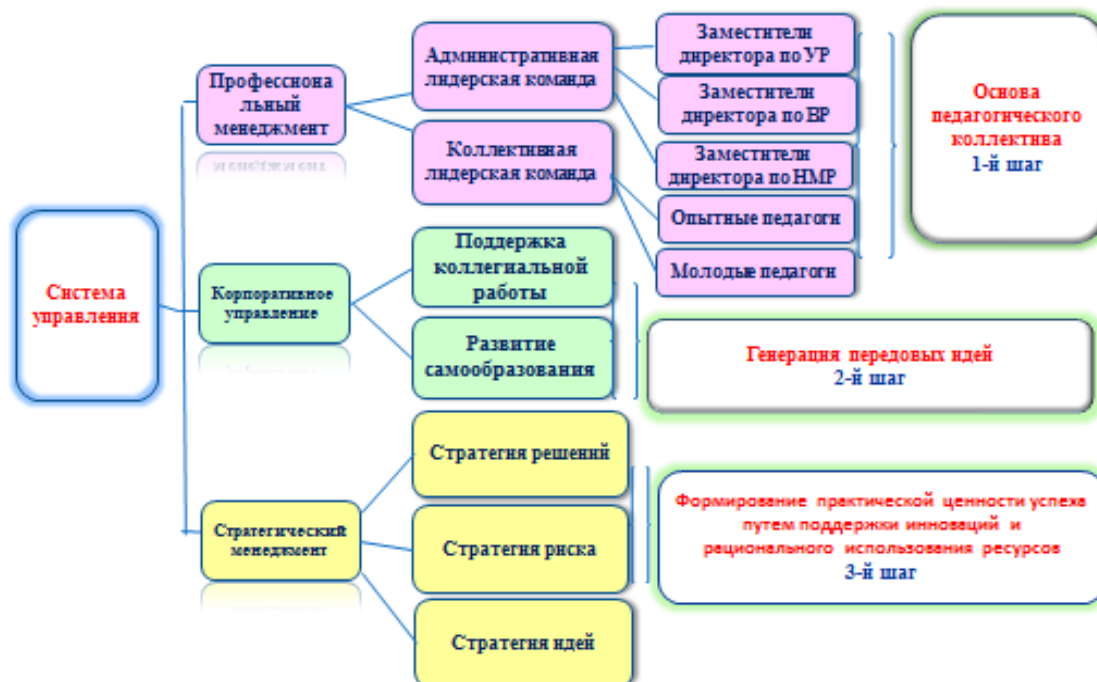 Система
управления
Профессиона
льный
менеджмент
Корпоративное
управление
Стратегический
менеджмент
Административная
лидерская команда
Коллективная
лидерская команда
Поддержка
коллегиальной
работы
Развитие
самообразования
Стратегия решений
Стратегия риска
Стратегия идей
Заместители
директора по УР
Заместители
директора по ВР
Заместители
директора по НМР
Опытные педагоги
Молодые педагоги
Основа
педагогического
коллектива
1-й шаг
Генерация передовых идей
2-й шаг
Формирование практической ценности успеха
путем поддержки инноваций и
рационального использования ресурсов
3-й шаг